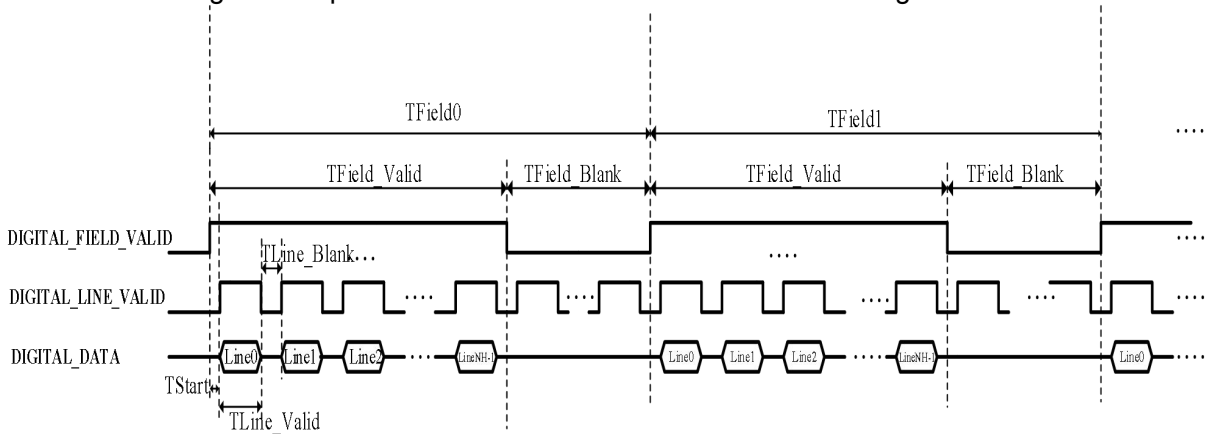 TField0 TField1 ....
TField_Valid TField_Blank TField_Valid TField_Blank
DIGITAL_FIELD_VALID ....
TLine_Blank... ....
DIGITAL_LINE_VALID .... .... .... .... ....
DIGITAL_DATA Line0 Line1 Line2 .... LineNH-1 Line0 Line1 Line2 .... LineNH-1 Line0 ....
TStart
TLine_Valid